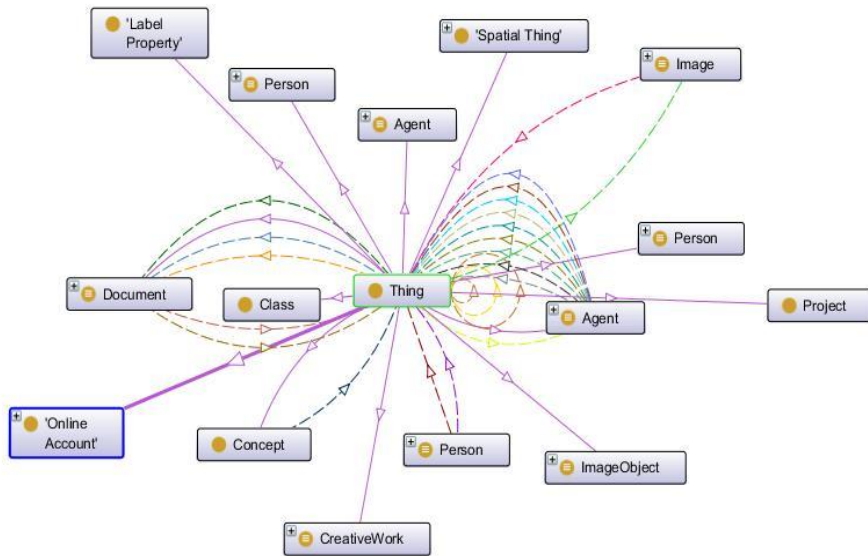 'Label
Property'
'Spatial Thing'
Image
Person
Agent
Person
Document
Class
Thing
Agent
Project
'Online
Account'
Concept
Person
ImageObject
CreativeWork